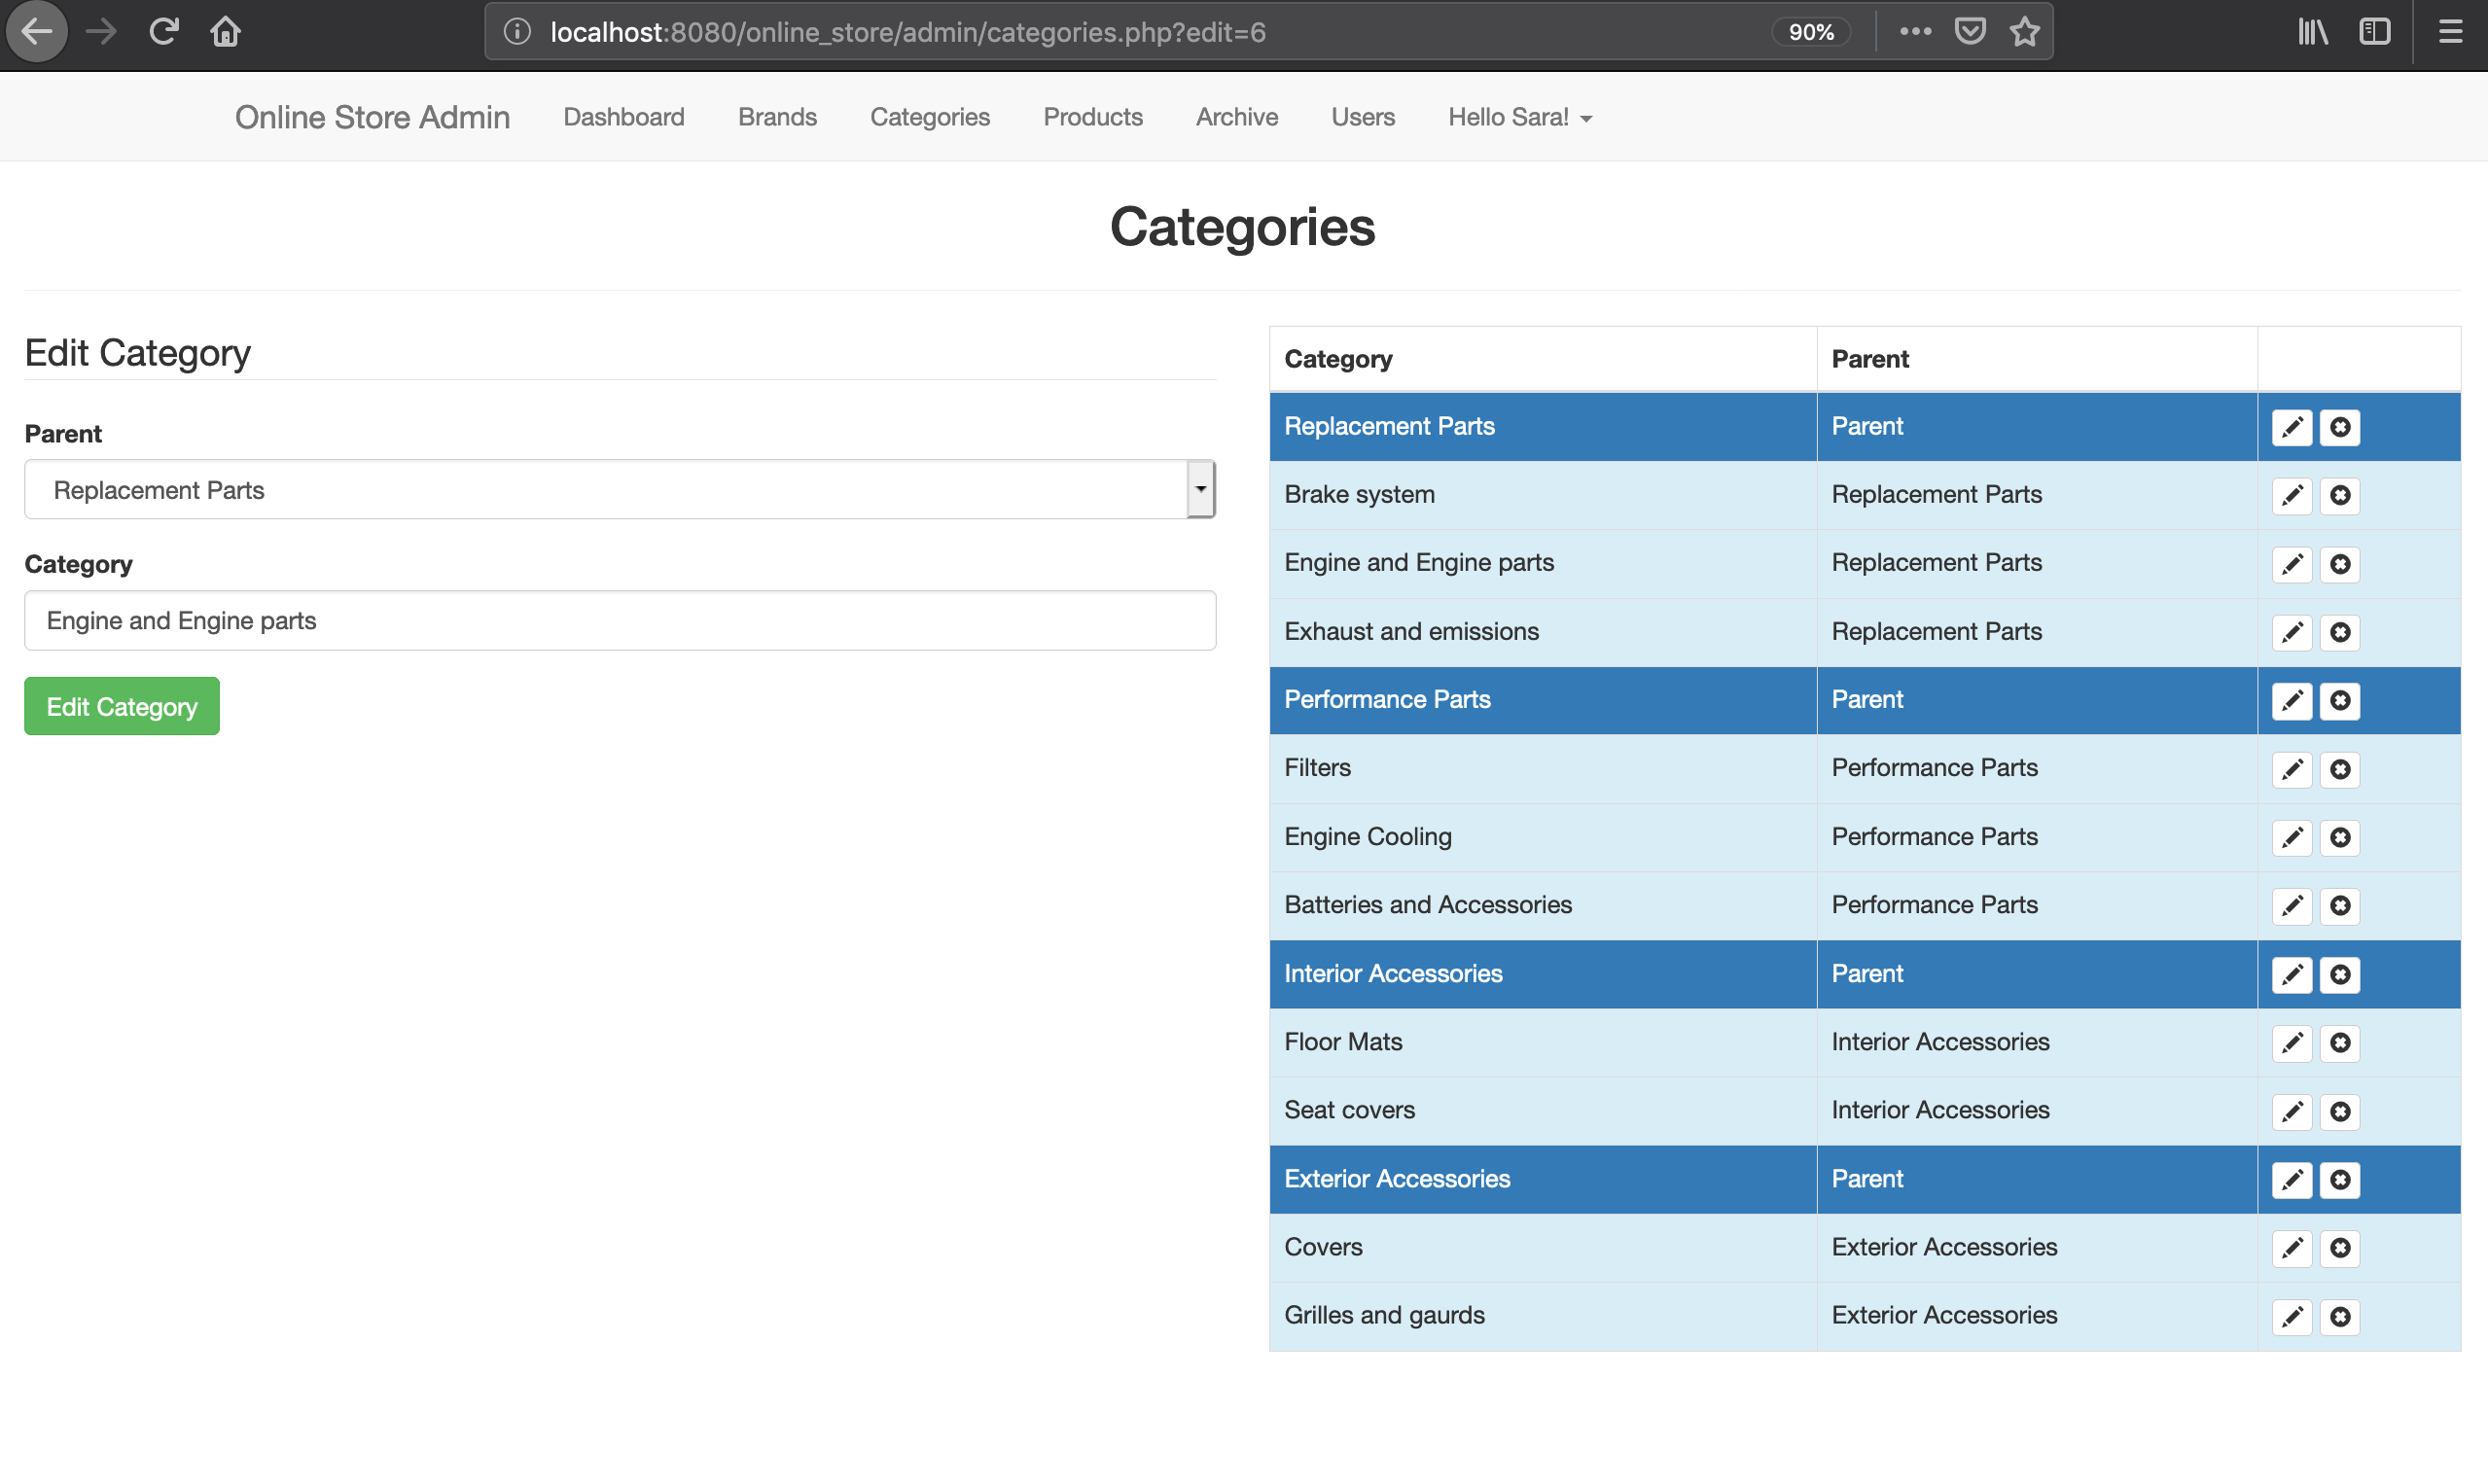 localhost:8080/online_store/admin/categories.php?edit=6 90%
Online Store Admin Dashboard Brands Categories Products Archive Users Hello Sara!
Categories
Edit Category
Parent
Replacement Parts
Category
Engine and Engine parts
Edit Category
Category Parent
Replacement Parts Parent
Brake system Replacement Parts
Engine and Engine parts Replacement Parts
Exhaust and emissions Replacement Parts
Performance Parts Parent
Filters Performance Parts
Engine Cooling Performance Parts
Batteries and Accessories Performance Parts
Interior Accessories Parent
Floor Mats Interior Accessories
Seat covers Interior Accessories
Exterior Accessories Parent
Covers Exterior Accessories
Grilles and gaurds Exterior Accessories